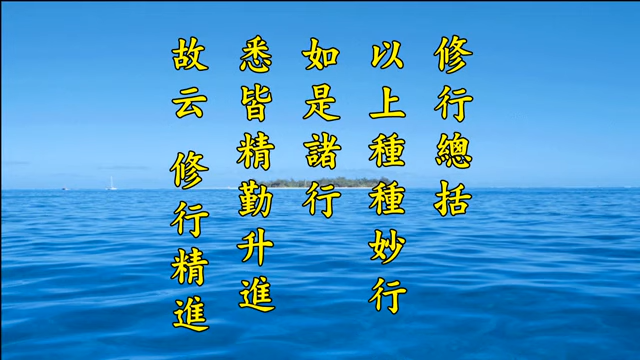 修行總括
以上種種妙行
如是諸行
悉皆精勤升進
故云 修行精進